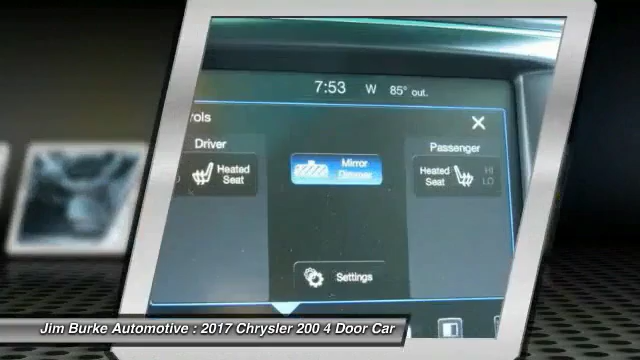 7:53 W 85° out.
rols
Driver
Passenger
Heated
Seat
Mirror
Dimmer
Heated
Seat
HI
LO
Settings
Jim Burke Automotive : 2017 Chrysler 200 4 Door Car